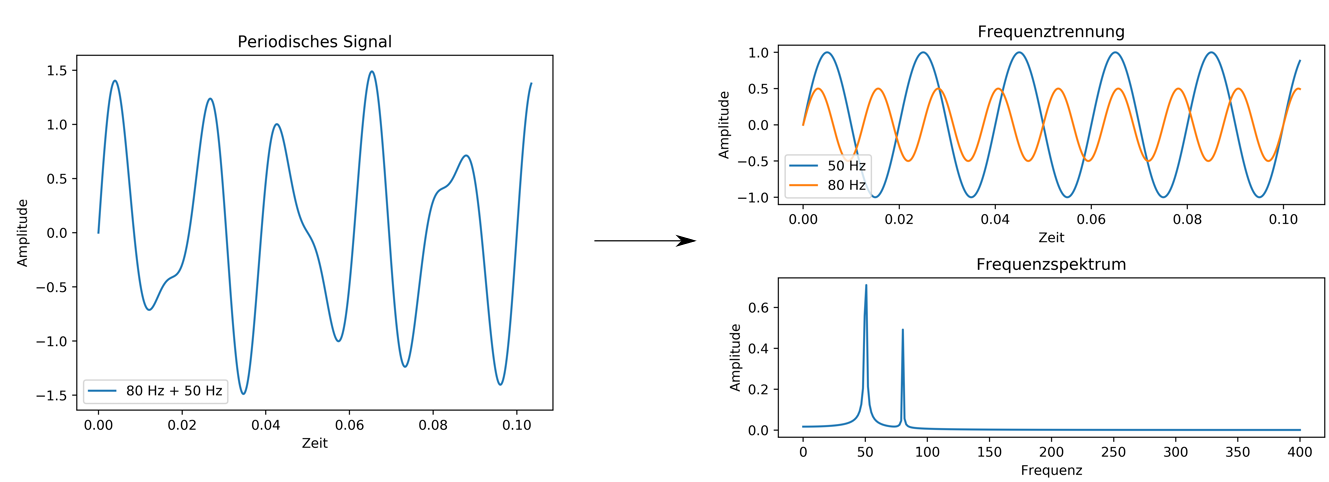 Periodisches Signal
Amplitude
1.5
1.0
0.5
0.0
−0.5
−1.0
−1.5
80 Hz + 50 Hz
0.00 0.02 0.04 0.06 0.08 0.10
Zeit
Frequenztrennung
Amplitude
1.0
0.5
0.0
−0.5
−1.0
50 Hz
80 Hz
0.00 0.02 0.04 0.06 0.08 0.10
Zeit
Frequenzspektrum
Amplitude
0.6
0.4
0.2
0.0
0 50 100 150 200 250 300 350 400
Frequenz